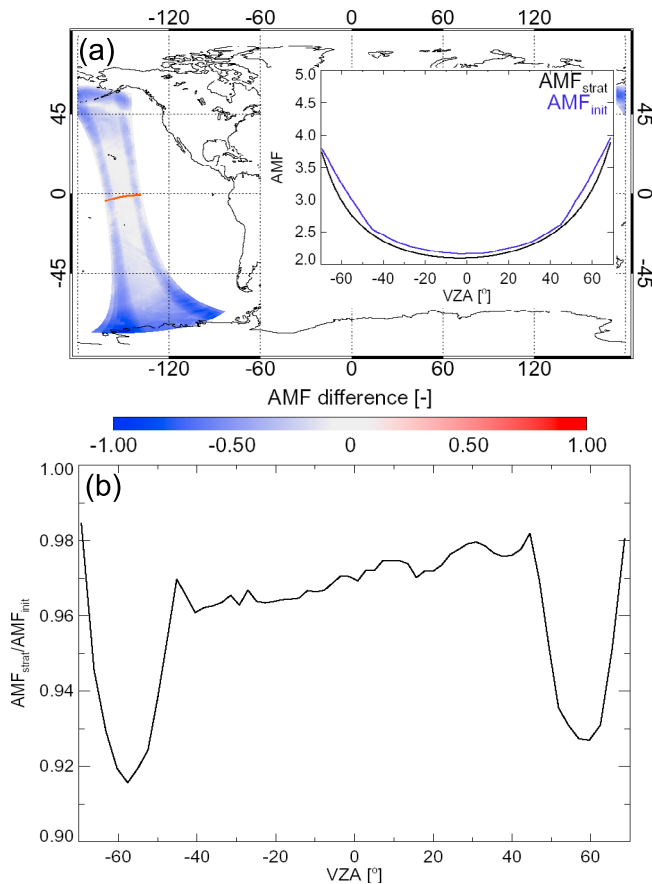 -120 -60 0 60 120
(a)
45 0 -45
45 0 -45
5.0
4.5
4.0
3.5
3.0
2.5
2.0
AMF
AMFstrat
AMFinit
-60 -40 -20 0 20 40 60
VZA [º]
-120 -60 0 60 120
AMF difference [-]
-1.00 -0.50 0 0.50 1.00
(b)
1.00
0.98
0.96
0.94
0.92
0.90
AMFstrat/AMFinit
-60 -40 -20 0 20 40 60
VZA [º]